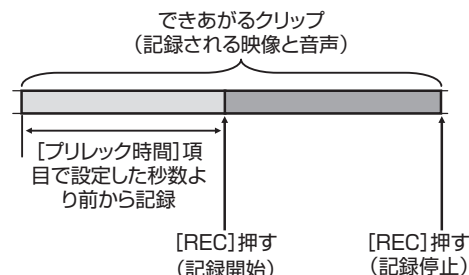 できあがるクリップ
（記録される映像と音声）
［プリレック時間］項
目で設定した秒数よ
り前から記録
［REC］押す
（記録開始）
［REC］押す
（記録停止）